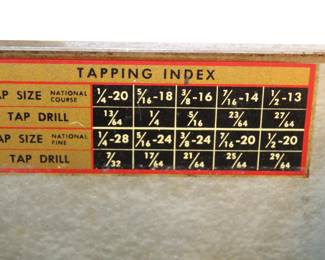 TAPPING INDEX
AP SIZE NATIONAL COURSE 1/4-20 5/16-18 3/8-16 7/16-14 1/2-13
TAP DRILL 13/64 1/4 5/16 23/64 27/64
AP SIZE NATIONAL FINE 1/4-28 5/16-24 3/8-24 7/16-20 1/2-20
TAP DRILL 7/32 17/64 21/64 25/64 29/64